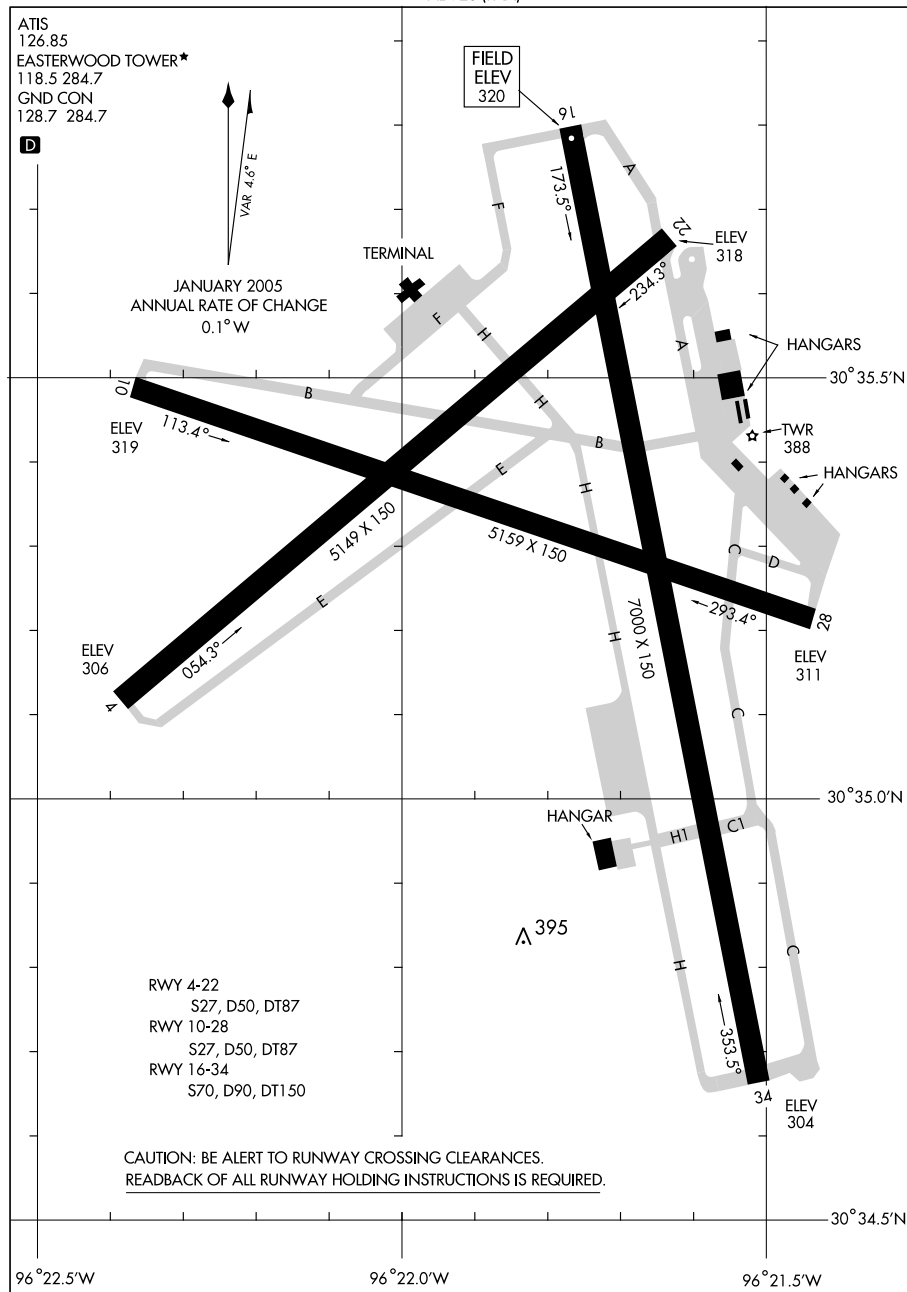 ATIS
126.85
EASTERWOOD TOWER★
118.5 284.7
GND CON
128.7 284.7
D
VAR 4.6° E
JANUARY 2005
ANNUAL RATE OF CHANGE
0.1° W
FIELD
ELEV
320
16
173.5°
A
F
22
ELEV
318
234.3°
TERMINAL
F
H
A
HANGARS
30°35.5'N
10
B
H
ELEV
319
113.4°
B
TWR
388
E
H
HANGARS
5149 X 150
5159 X 150
C
D
E
7000 X 150
293.4°
28
ELEV
311
H
ELEV
306
054.3°
4
C
30°35.0'N
HANGAR
H1
C1
395
H
C
RWY 4-22
S27, D50, DT87
RWY 10-28
S27, D50, DT87
RWY 16-34
S70, D90, DT150
353.5°
34
ELEV
304
CAUTION: BE ALERT TO RUNWAY CROSSING CLEARANCES.
READBACK OF ALL RUNWAY HOLDING INSTRUCTIONS IS REQUIRED.
30°34.5'N
96°22.5'W
96°22.0'W
96°21.5'W